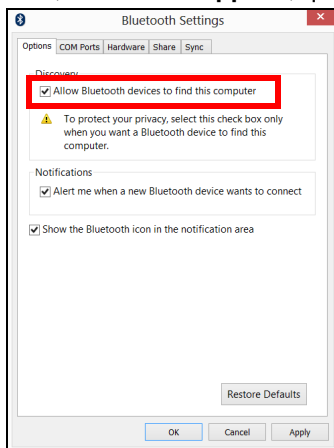 Bluetooth Settings
Options COM Ports Hardware Share Sync
Discovery
Allow Bluetooth devices to find this computer
To protect your privacy, select this check box only
when you want a Bluetooth device to find this
computer.
Notifications
Alert me when a new Bluetooth device wants to connect
Show the Bluetooth icon in the notification area
Restore Defaults
OK Cancel Apply